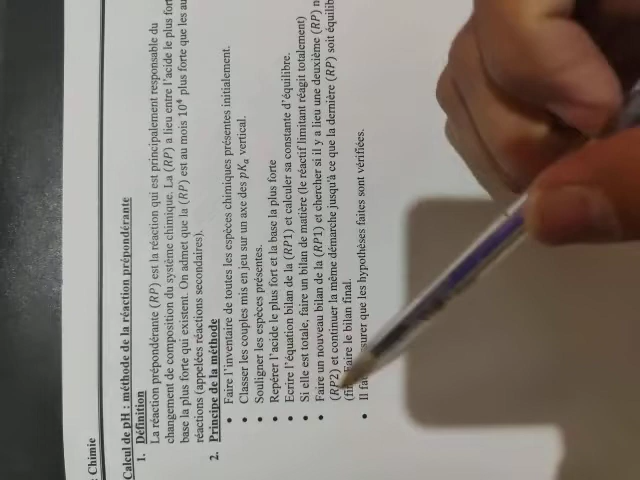 : Chimie
Calcul de pH : méthode de la réaction prépondérante
1. Définition
La réaction prépondérante (RP) est la réaction qui est principalement responsable du
changement de composition du système chimique. La (RP) a lieu entre l'acide le plus fort
base la plus forte qui existent. On admet que la (RP) est au mois 10⁴ plus forte que les au
réactions (appelées réactions secondaires).
2. Principe de la méthode
• Faire l'inventaire de toutes les espèces chimiques présentes initialement.
• Classer les couples mis en jeu sur un axe des pKₐ vertical.
• Souligner les espèces présentes.
• Repérer l'acide le plus fort et la base la plus forte
• Ecrire l'équation bilan de la (RP1) et calculer sa constante d'équilibre.
• Si elle est totale, faire un bilan de matière (le réactif limitant réagit totalement)
• Faire un nouveau bilan de la (RP1) et chercher si il y a lieu une deuxième (RP) n
(RP2) et continuer la même démarche jusqu'à ce que la dernière (RP) soit équilib
Faire le bilan final.
• Il surer que les hypothèses faites sont vérifiées.